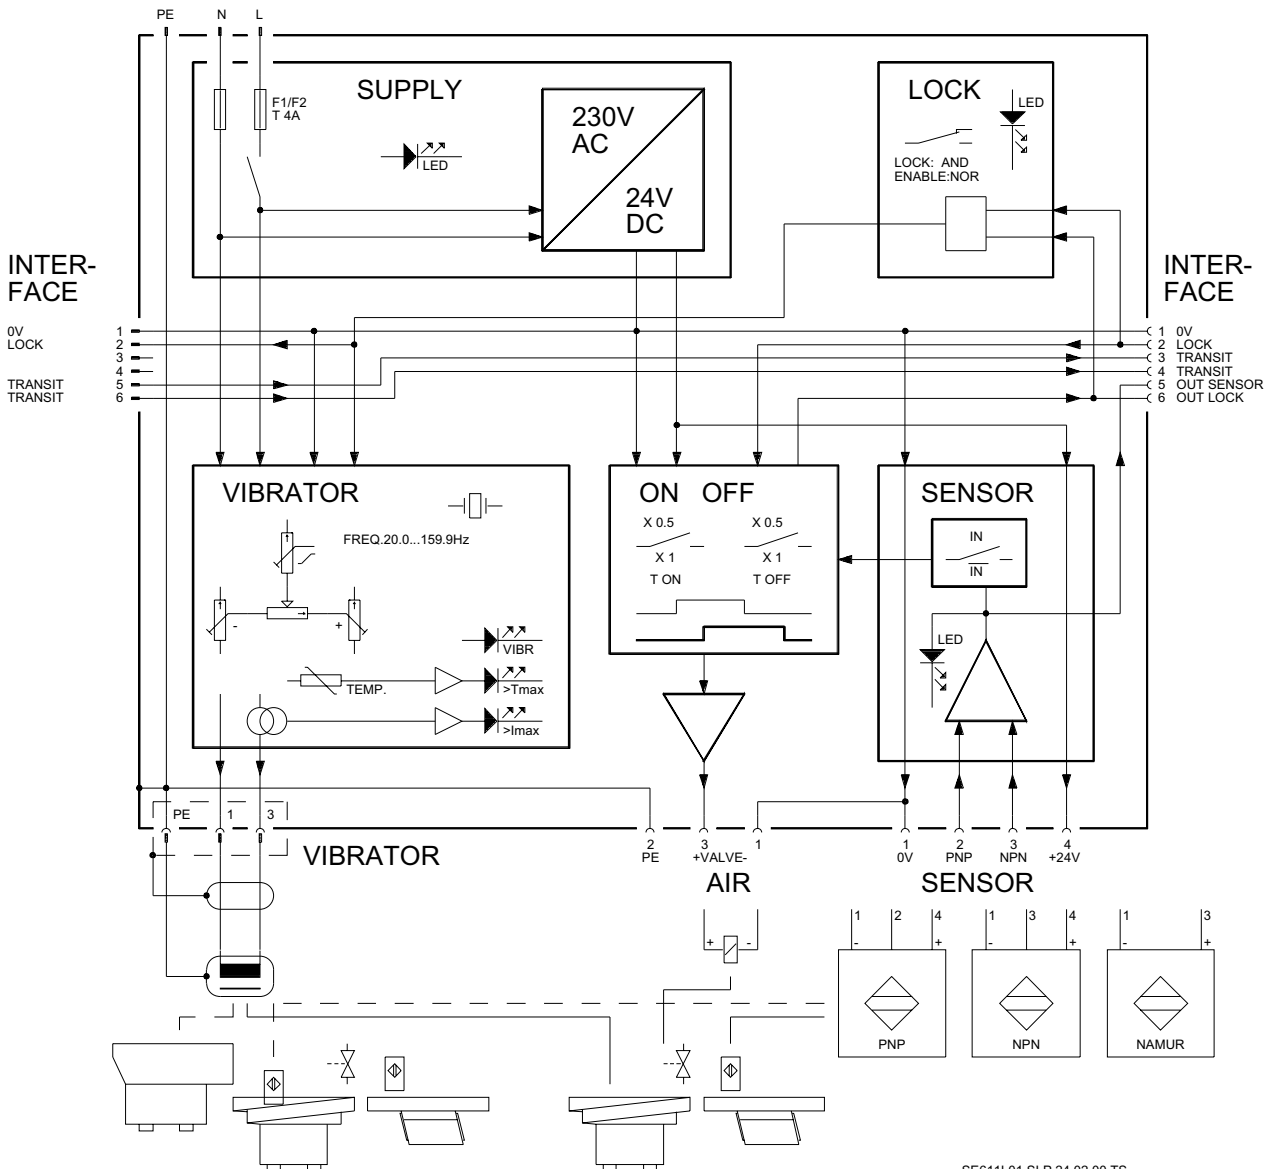 PE N L
SUPPLY
F1/F2
T 4A
LED
230V
AC
24V
DC
LOCK
LED
LOCK: AND
ENABLE:NOR
INTER-
FACE
0V 1
LOCK 2
3
4
TRANSIT 5
TRANSIT 6
INTER-
FACE
1 0V
2 LOCK
3 TRANSIT
4 TRANSIT
5 OUT SENSOR
6 OUT LOCK
VIBRATOR
FREQ.20.0...159.9Hz
- +
VIBR
TEMP.
>Tmax
>Imax
ON OFF
X 0.5 X 0.5
X 1 X 1
T ON T OFF
SENSOR
IN
IN
LED
PE 1 3
VIBRATOR
2 3 1
PE +VALVE-
AIR
1 2 3 4
0V PNP NPN +24V
SENSOR
+ -
1 2 4
- +
PNP
1 3 4
- +
NPN
1 3
- +
NAMUR